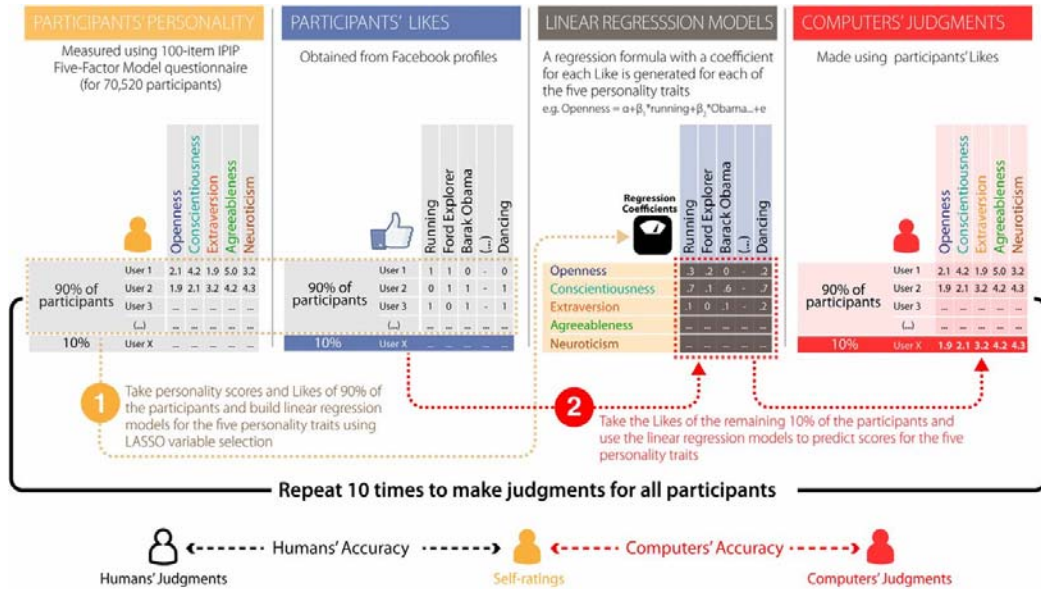 PARTICIPANTS' PERSONALITY
Measured using 100-item IPIP
Five-Factor Model questionnaire
(for 70,520 participants)
Openness
Conscientiousness
Extraversion
Agreeableness
Neuroticism
90% of
participants
User 1 2.1 4.2 1.9 5.0 3.2
User 2 1.9 2.1 3.2 4.2 4.3
User 3 ... ... ... ... ...
(...) ... ... ... ... ...
10% User X ... ... ... ... ...
PARTICIPANTS' LIKES
Obtained from Facebook profiles
Running
Ford Explorer
Barak Obama
(...)
Dancing
90% of
participants
User 1 1 1 0 - 0
User 2 0 1 1 - 1
User 3 1 0 1 - 1
(...) ... ... ... ... ...
10% User X ... ... ... ... ...
LINEAR REGRESSSION MODELS
A regression formula with a coefficient
for each Like is generated for each of
the five personality traits
e.g. Openness = α+β₁*running+β₂*Obama...+e
Regression
Coefficients
Running
Ford Explorer
Barack Obama
(...)
Dancing
Openness .3 .2 0 - .2
Conscientiousness .7 .1 .6 - .7
Extraversion .1 0 .1 - .2
Agreeableness ... ... ... ... ...
Neuroticism ... ... ... ... ...
COMPUTERS' JUDGMENTS
Made using participants' Likes
Openness
Conscientiousness
Extraversion
Agreeableness
Neuroticism
90% of
participants
User 1 2.1 4.2 1.9 5.0 3.2
User 2 1.9 2.1 3.2 4.2 4.3
User 3 ... ... ... ... ...
(...) ... ... ... ... ...
10% User X 1.9 2.1 3.2 4.2 4.3
1
Take personality scores and Likes of 90% of
the participants and build linear regression
models for the five personality traits using
LASSO variable selection
2
Take the Likes of the remaining 10% of the participants and
use the linear regression models to predict scores for the five
personality traits
Repeat 10 times to make judgments for all participants
Humans' Accuracy
Computers' Accuracy
Humans' Judgments
Self-ratings
Computers' Judgments